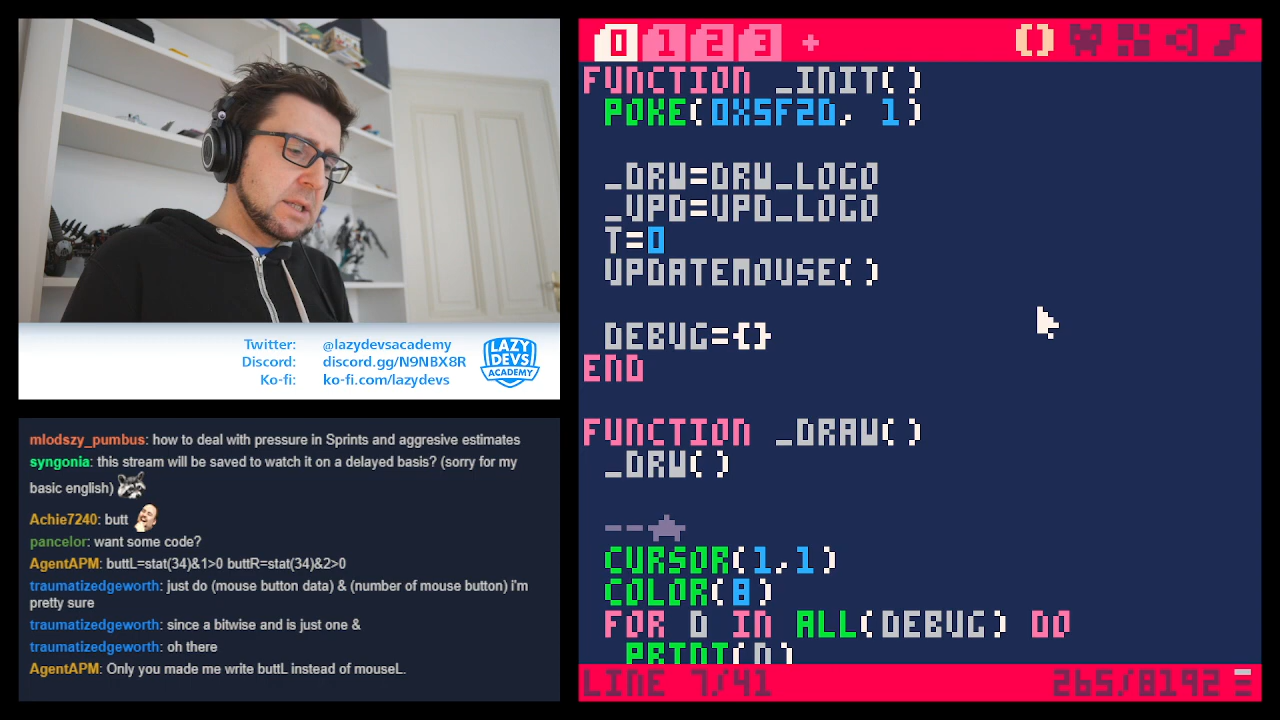 Twitter: @lazydevsacademy
Discord: discord.gg/N9NBX8R
Ko-fi: ko-fi.com/lazydevs
LAZY
DEVS
ACADEMY
mlodszy_pumbus: how to deal with pressure in Sprints and aggresive estimates
syngonia: this stream will be saved to watch it on a delayed basis? (sorry for my
basic english)
Achie7240: butt
pancelor: want some code?
AgentAPM: buttL=stat(34)&1>0 buttR=stat(34)&2>0
traumatizedgeworth: just do (mouse button data) & (number of mouse button) i'm
pretty sure
traumatizedgeworth: since a bitwise and is just one &
traumatizedgeworth: oh there
AgentAPM: Only you made me write buttL instead of mouseL.
0 1 2 3 +
FUNCTION _INIT()
POKE(0X5F2D, 1)
_DRW=DRW_LOGO
_UPD=UPD_LOGO
T=0
UPDATEMOUSE()
DEBUG={}
END
FUNCTION _DRAW()
_DRW()
--
CURSOR(1,1)
COLOR(8)
FOR D IN ALL(DEBUG) DO
PRINT(D)
LINE 7/41
265/8192